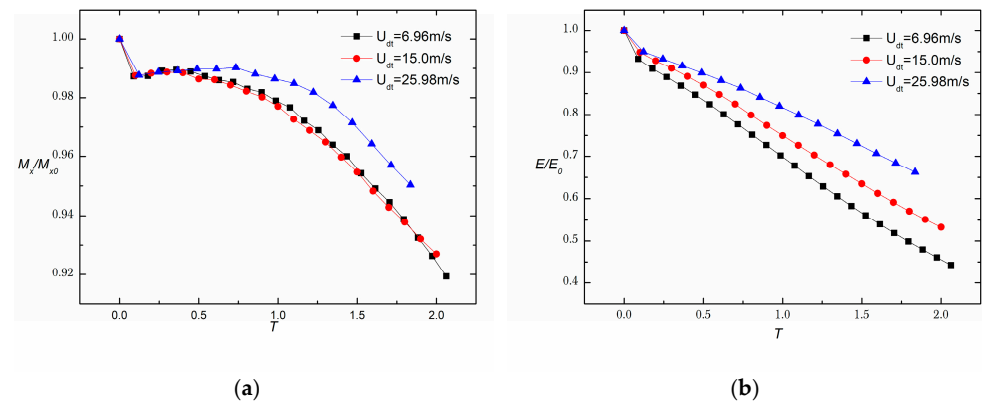 1.00
0.98
0.96
0.94
0.92
Mx/Mx0
0.0 0.5 1.0 1.5 2.0
T
Udt=6.96m/s
Udt=15.0m/s
Udt=25.98m/s
(a)
1.0
0.9
0.8
0.7
0.6
0.5
0.4
E/E0
0.0 0.5 1.0 1.5 2.0
T
Udt=6.96m/s
Udt=15.0m/s
Udt=25.98m/s
(b)